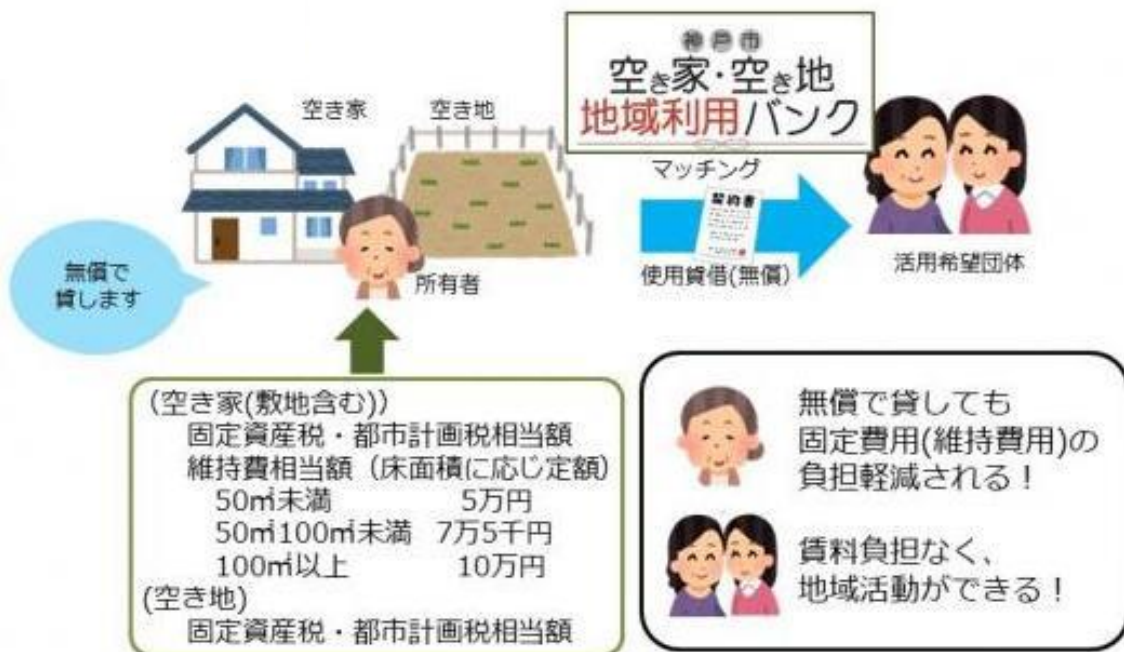 神戸市
空き家・空き地
地域利用バンク
空き家
空き地
マッチング
契約書
使用貸借(無償)
活用希望団体
無償で
貸します
所有者
(空き家(敷地含む))
固定資産税・都市計画税相当額
維持費相当額（床面積に応じ定額)
50㎡未満 5万円
50㎡100㎡未満 7万5千円
100㎡以上 10万円
(空き地)
固定資産税・都市計画税相当額
無償で貸しても
固定費用(維持費用)の
負担軽減される！
賃料負担なく、
地域活動ができる！